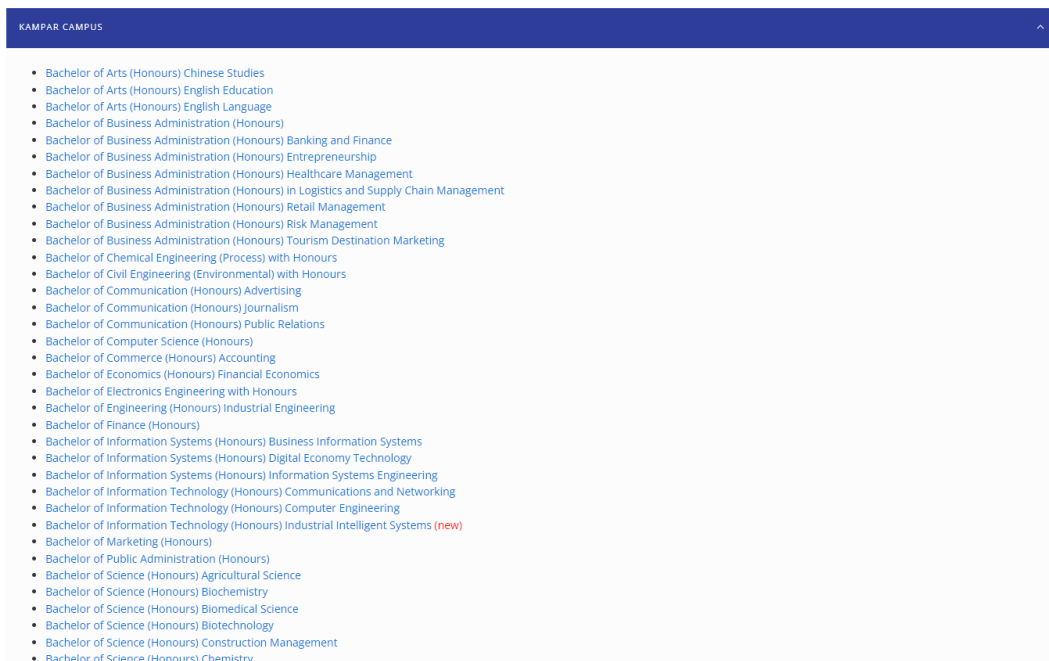 KAMPAR CAMPUS
Bachelor of Arts (Honours) Chinese Studies
Bachelor of Arts (Honours) English Education
Bachelor of Arts (Honours) English Language
Bachelor of Business Administration (Honours)
Bachelor of Business Administration (Honours) Banking and Finance
Bachelor of Business Administration (Honours) Entrepreneurship
Bachelor of Business Administration (Honours) Healthcare Management
Bachelor of Business Administration (Honours) in Logistics and Supply Chain Management
Bachelor of Business Administration (Honours) Retail Management
Bachelor of Business Administration (Honours) Risk Management
Bachelor of Business Administration (Honours) Tourism Destination Marketing
Bachelor of Chemical Engineering (Process) with Honours
Bachelor of Civil Engineering (Environmental) with Honours
Bachelor of Communication (Honours) Advertising
Bachelor of Communication (Honours) Journalism
Bachelor of Communication (Honours) Public Relations
Bachelor of Computer Science (Honours)
Bachelor of Commerce (Honours) Accounting
Bachelor of Economics (Honours) Financial Economics
Bachelor of Electronics Engineering with Honours
Bachelor of Engineering (Honours) Industrial Engineering
Bachelor of Finance (Honours)
Bachelor of Information Systems (Honours) Business Information Systems
Bachelor of Information Systems (Honours) Digital Economy Technology
Bachelor of Information Systems (Honours) Information Systems Engineering
Bachelor of Information Technology (Honours) Communications and Networking
Bachelor of Information Technology (Honours) Computer Engineering
Bachelor of Information Technology (Honours) Industrial Intelligent Systems (new)
Bachelor of Marketing (Honours)
Bachelor of Public Administration (Honours)
Bachelor of Science (Honours) Agricultural Science
Bachelor of Science (Honours) Biochemistry
Bachelor of Science (Honours) Biomedical Science
Bachelor of Science (Honours) Biotechnology
Bachelor of Science (Honours) Construction Management
Bachelor of Science (Honours) Chemistry